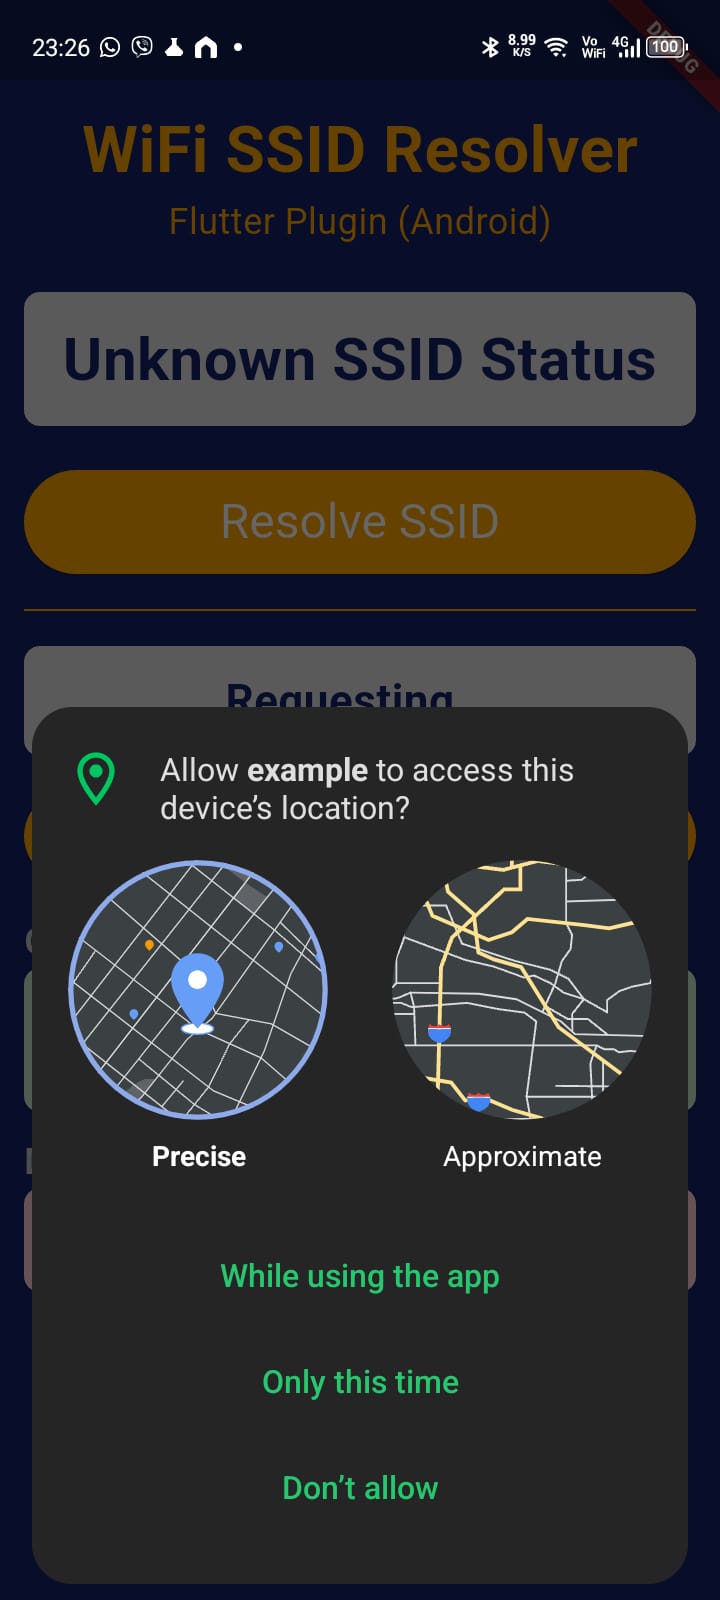 23:26
8.99
K/S
Vo
WiFi
4G
100
WiFi SSID Resolver
Flutter Plugin (Android)
Unknown SSID Status
Resolve SSID
Requesting
Allow example to access this
device’s location?
Precise
Approximate
While using the app
Only this time
Don’t allow